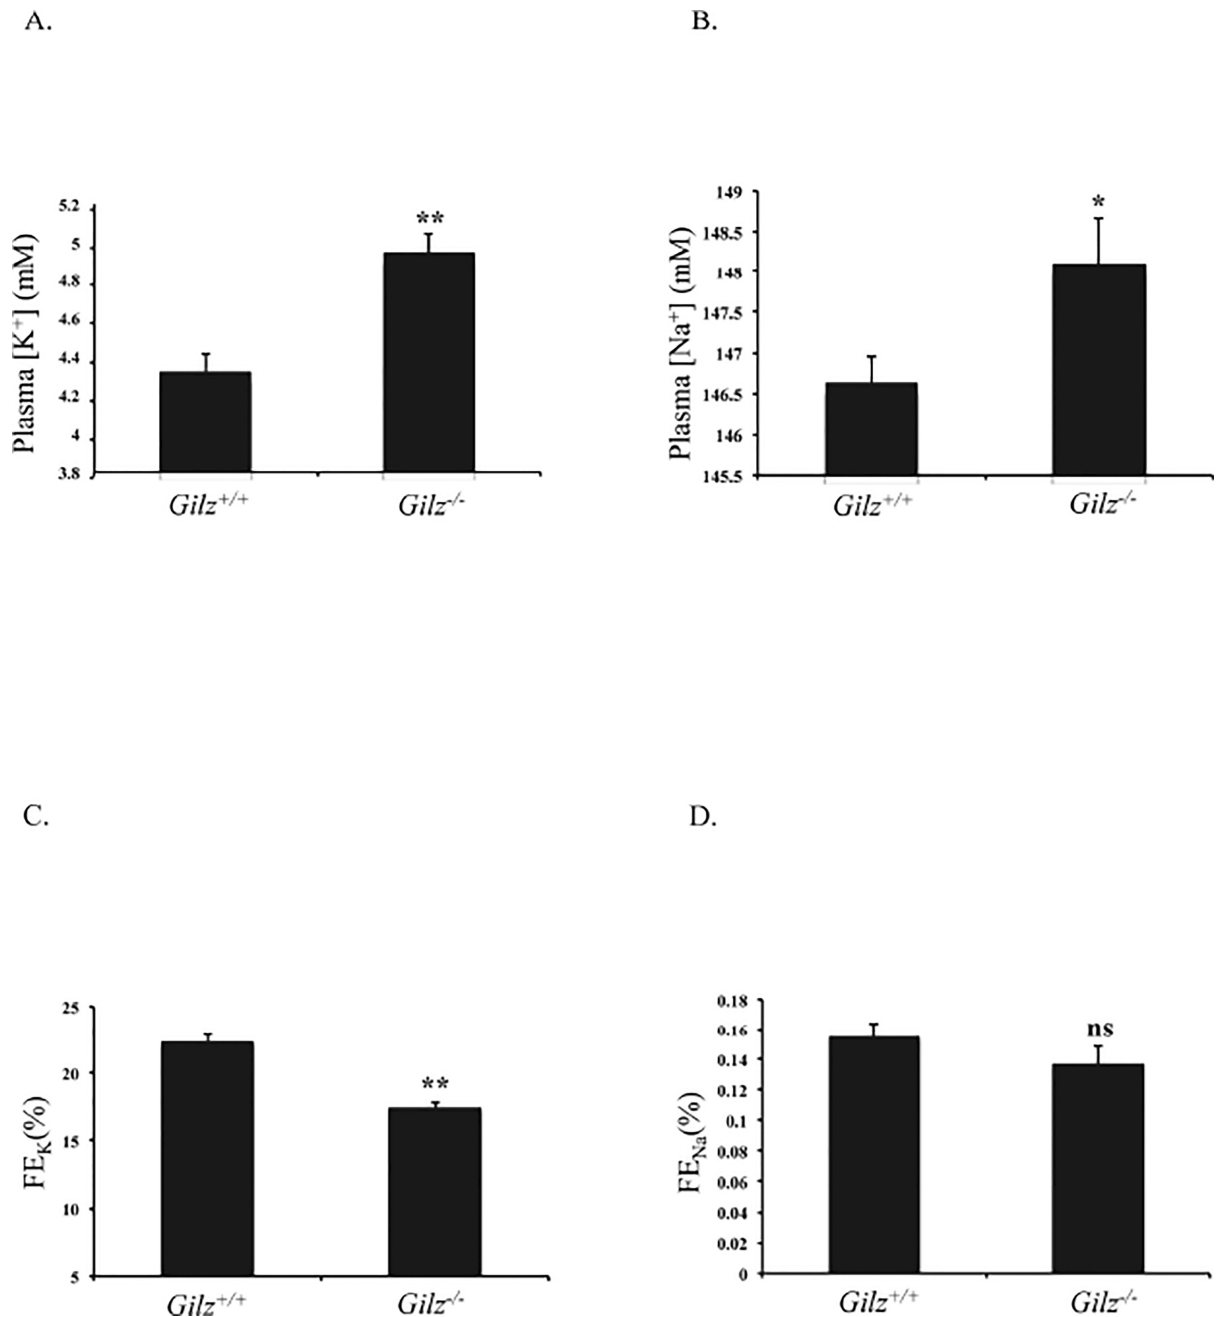 A.
Plasma [K+] (mM)
5.2
5
4.8
4.6
4.4
4.2
4
3.8
**
Gilz+/+
Gilz-/-
B.
Plasma [Na+] (mM)
149
148.5
148
147.5
147
146.5
146
145.5
*
Gilz+/+
Gilz-/-
C.
FEK(%)
25
20
15
10
5
**
Gilz+/+
Gilz-/-
D.
FENa(%)
0.18
0.16
0.14
0.12
0.1
0.08
0.06
0.04
0.02
0
ns
Gilz+/+
Gilz-/-